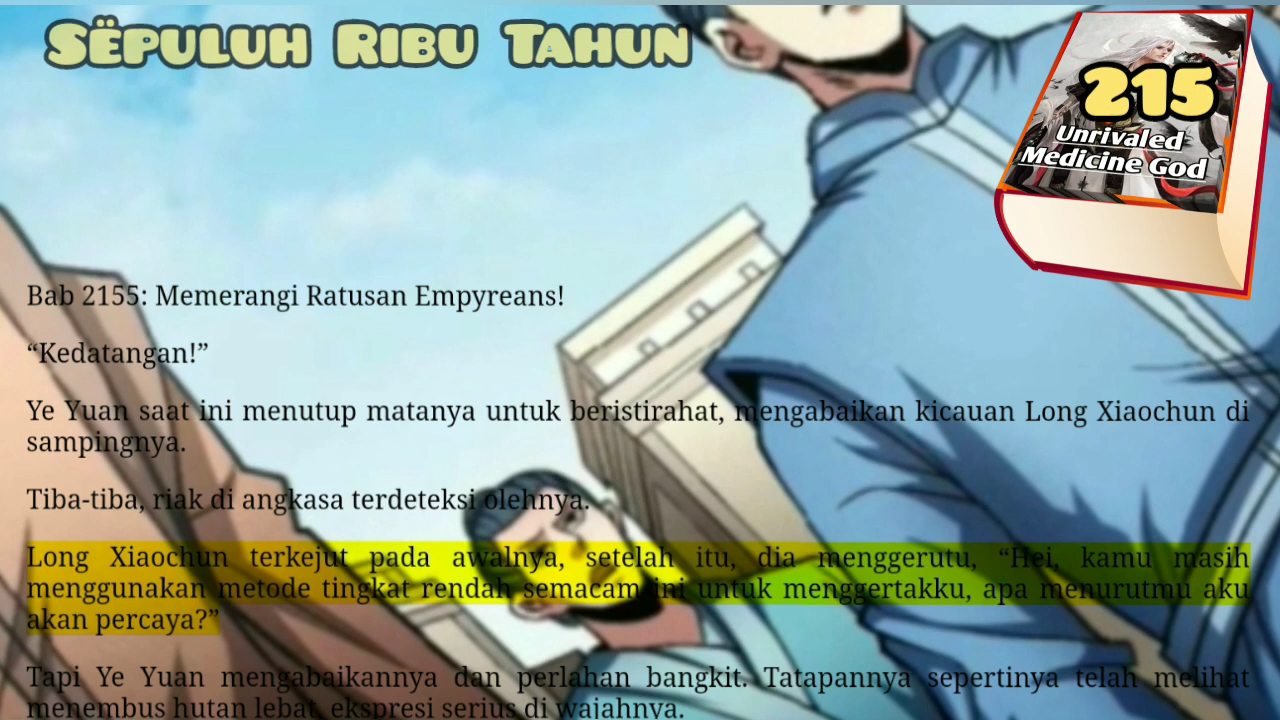 Sëpuluh Ribu Tahun
215
Unrivaled
Medicine God
Bab 2155: Memerangi Ratusan Empyreans!
“Kedatangan!”
Ye Yuan saat ini menutup matanya untuk beristirahat, mengabaikan kicauan Long Xiaochun di
sampingnya.
Tiba-tiba, riak di angkasa terdeteksi olehnya.
Long Xiaochun terkejut pada awalnya, setelah itu, dia menggerutu, “Hei, kamu masih
menggunakan metode tingkat rendah semacam ini untuk menggertakku, apa menurutmu aku
akan percaya?”
Tapi Ye Yuan mengabaikannya dan perlahan bangkit. Tatapannya sepertinya telah melihat
menembus hutan lebat, ekspresi serius di wajahnya.